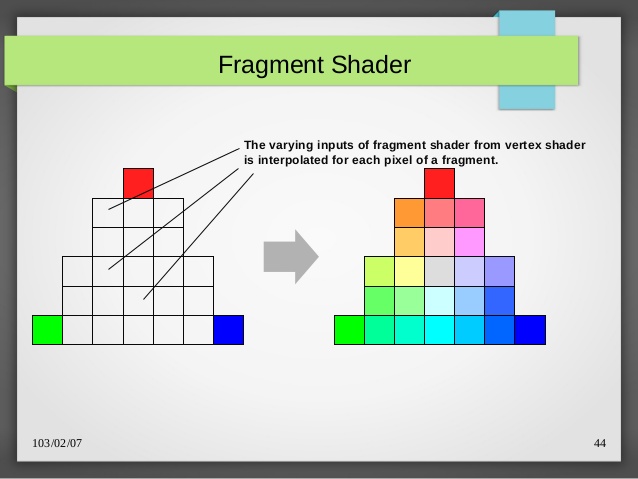 Fragment Shader
The varying inputs of fragment shader from vertex shader
is interpolated for each pixel of a fragment.
103/02/07
44